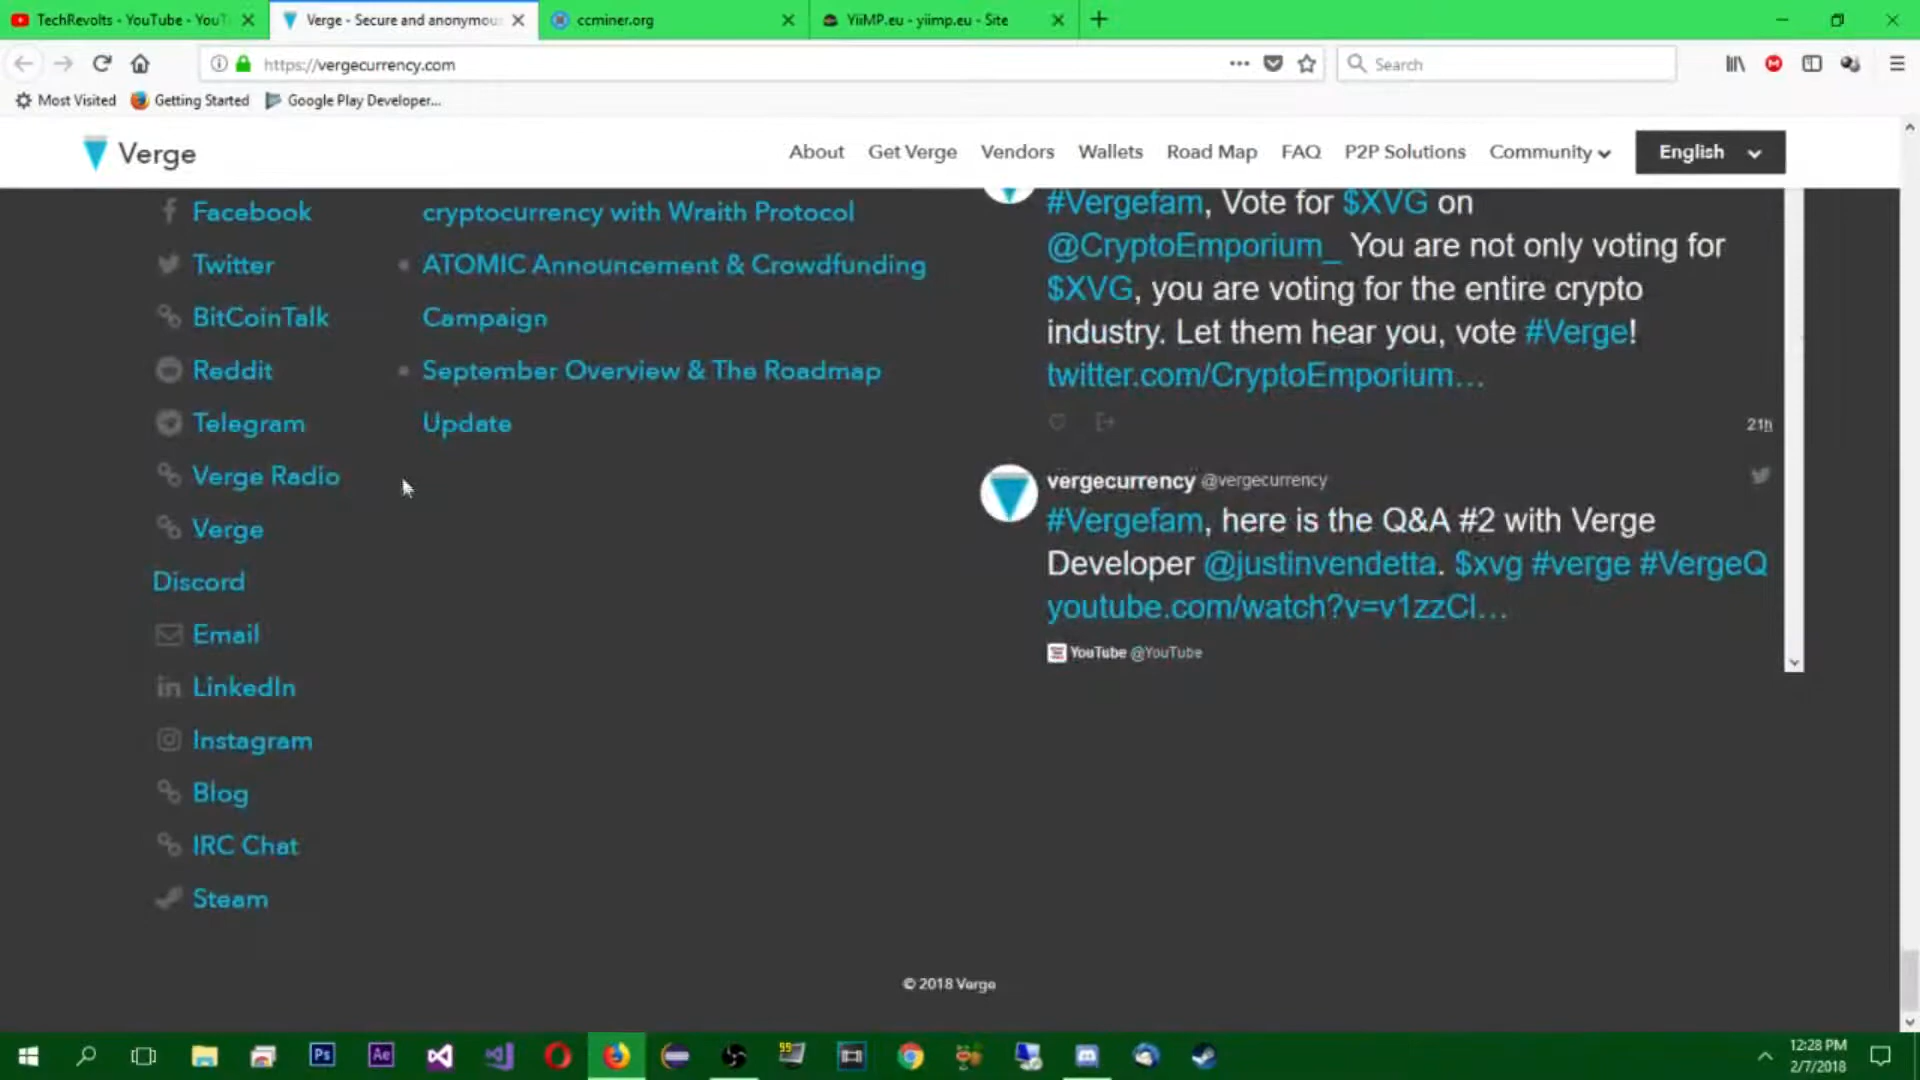 TechRevolts - YouTube - YouT
Verge - Secure and anonymous
ccminer.org
YiiMP.eu - yiimp.eu - Site
https://vergecurrency.com
Search
Most Visited
Getting Started
Google Play Developer...
Verge
About
Get Verge
Vendors
Wallets
Road Map
FAQ
P2P Solutions
Community
English
Facebook
Twitter
BitCoinTalk
Reddit
Telegram
Verge Radio
Verge
Discord
Email
LinkedIn
Instagram
Blog
IRC Chat
Steam
cryptocurrency with Wraith Protocol
ATOMIC Announcement & Crowdfunding
Campaign
September Overview & The Roadmap
Update
#Vergefam, Vote for $XVG on
@CryptoEmporium_ You are not only voting for
$XVG, you are voting for the entire crypto
industry. Let them hear you, vote #Verge!
twitter.com/CryptoEmporium…
21h
vergecurrency @vergecurrency
#Vergefam, here is the Q&A #2 with Verge
Developer @justinvendetta. $xvg #verge #VergeQ
youtube.com/watch?v=v1zzCl…
YouTube @YouTube
© 2018 Verge
Ps
Ae
99
12:28 PM
2/7/2018